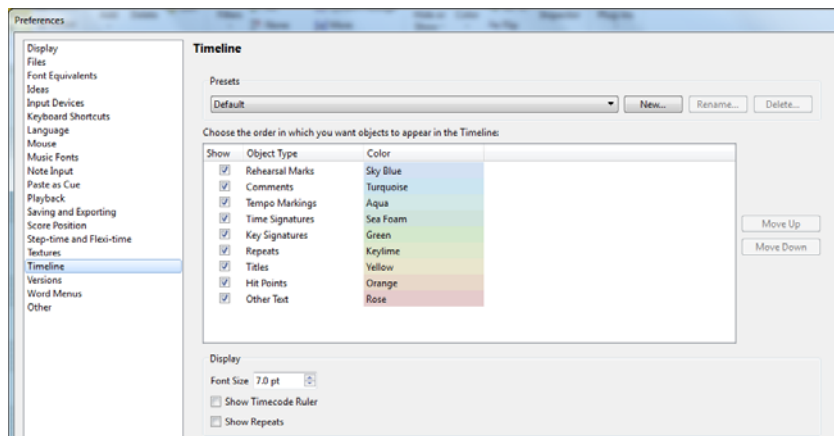 Preferences
Display
Files
Font Equivalents
Ideas
Input Devices
Keyboard Shortcuts
Language
Mouse
Music Fonts
Note Input
Paste as Cue
Playback
Saving and Exporting
Score Position
Step-time and Flexi-time
Textures
Timeline
Versions
Word Menus
Other
Timeline
Presets
Default New... Rename... Delete...
Choose the order in which you want objects to appear in the Timeline:
Show Object Type Color
Rehearsal Marks Sky Blue
Comments Turquoise
Tempo Markings Aqua
Time Signatures Sea Foam
Key Signatures Green
Repeats Keylime
Titles Yellow
Hit Points Orange
Other Text Rose
Move Up
Move Down
Display
Font Size 7.0 pt
Show Timecode Ruler
Show Repeats